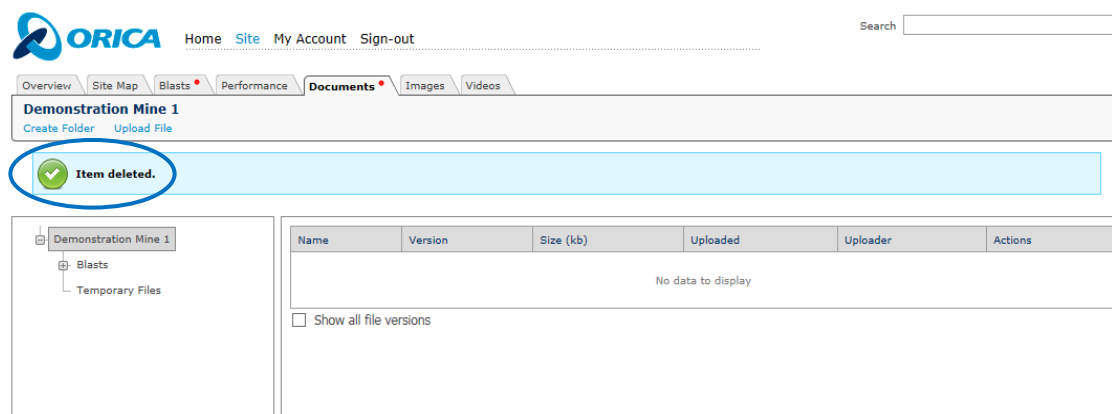 ORICA Home Site My Account Sign-out Search
Overview Site Map Blasts Performance Documents Images Videos
Demonstration Mine 1
Create Folder Upload File
Item deleted.
Demonstration Mine 1
Blasts
Temporary Files
Name Version Size (kb) Uploaded Uploader Actions
No data to display
Show all file versions